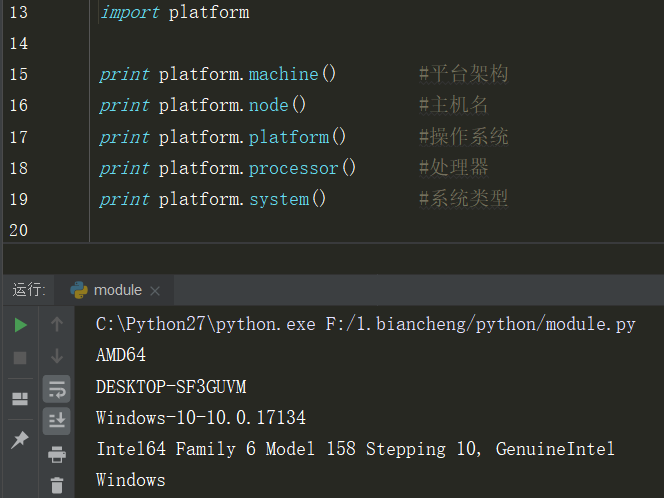 13 import platform
14
15 print platform.machine() #平台架构
16 print platform.node() #主机名
17 print platform.platform() #操作系统
18 print platform.processor() #处理器
19 print platform.system() #系统类型
20
运行: module
C:\Python27\python.exe F:/1.biancheng/python/module.py
AMD64
DESKTOP-SF3GUVM
Windows-10-10.0.17134
Intel64 Family 6 Model 158 Stepping 10, GenuineIntel
Windows